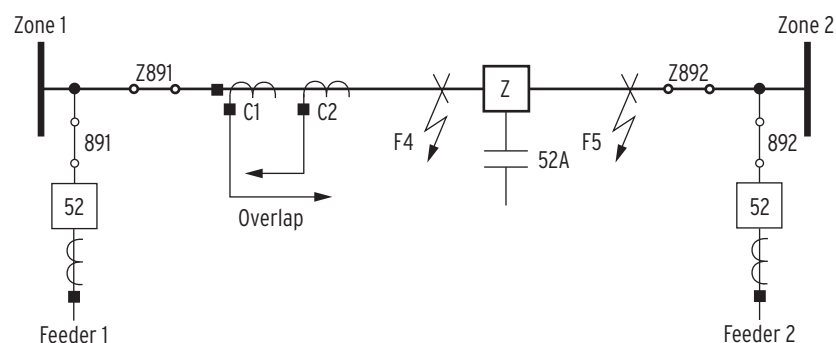 Zone 1
Zone 2
Z891
Z892
C1
C2
Z
F4
F5
52A
891
892
52
52
Overlap
Feeder 1
Feeder 2